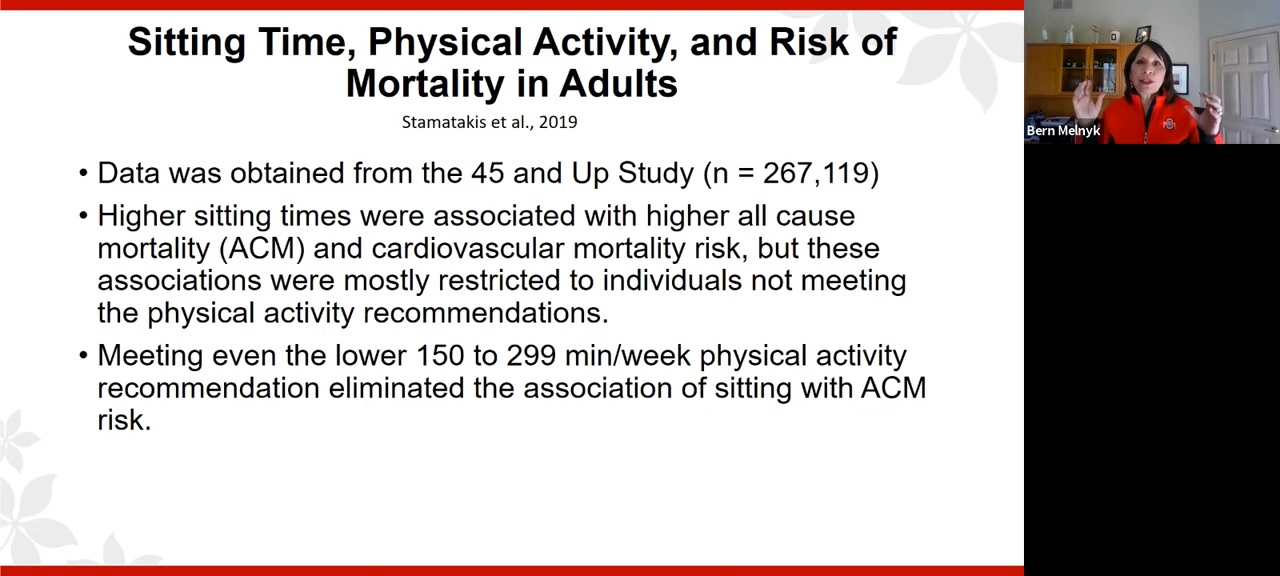 Sitting Time, Physical Activity, and Risk of
Mortality in Adults
Stamatakis et al., 2019
• Data was obtained from the 45 and Up Study (n = 267,119)
• Higher sitting times were associated with higher all cause
mortality (ACM) and cardiovascular mortality risk, but these
associations were mostly restricted to individuals not meeting
the physical activity recommendations.
• Meeting even the lower 150 to 299 min/week physical activity
recommendation eliminated the association of sitting with ACM
risk.
Bern Melnyk